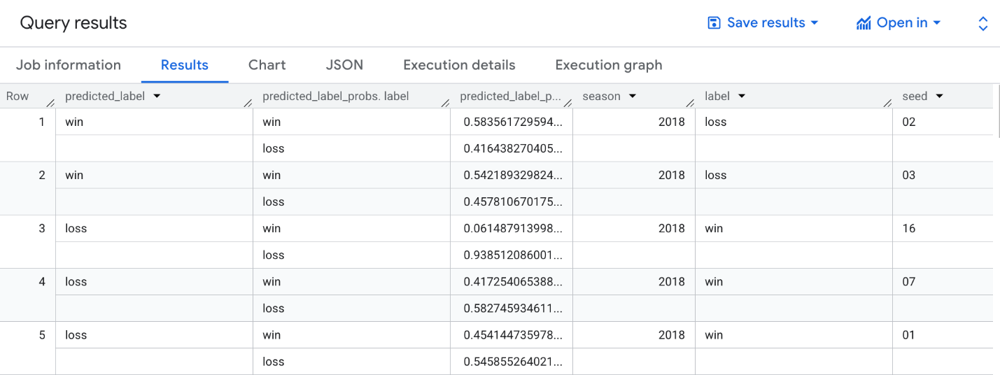 Query results Save results Open in
Job information Results Chart JSON Execution details Execution graph
Row predicted_label predicted_label_probs. label predicted_label_p... season label seed
1 win win 0.583561729594... 2018 loss 02
loss 0.416438270405...
2 win win 0.542189329824... 2018 loss 03
loss 0.457810670175...
3 loss win 0.061487913998... 2018 win 16
loss 0.938512086001...
4 loss win 0.417254065388... 2018 win 07
loss 0.582745934611...
5 loss win 0.454144735978... 2018 win 01
loss 0.545855264021...